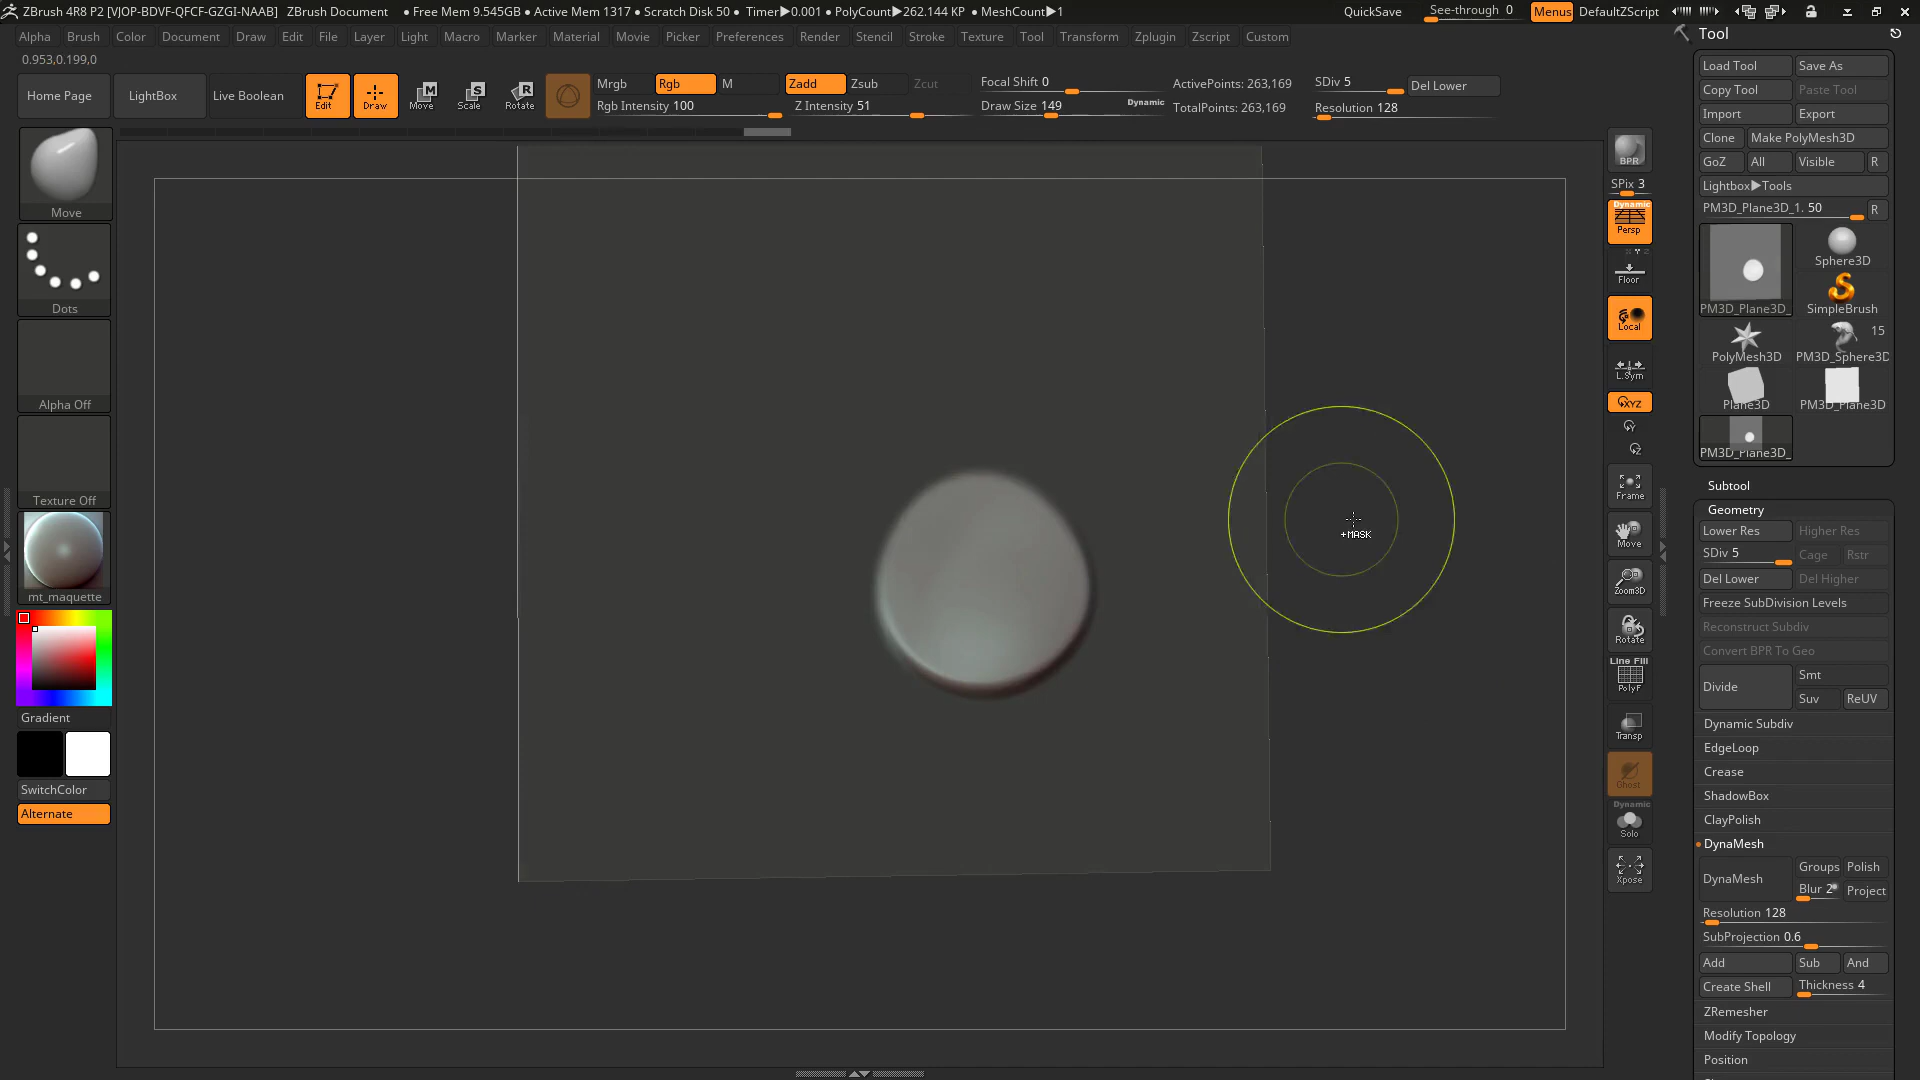 ZBrush 4R8 P2 [VJOP-BDVF-QFCF-GZGI-NAAB] ZBrush Document • Free Mem 9.545GB • Active Mem 1317 • Scratch Disk 50 • Timer▶0.001 • PolyCount▶262.144 KP • MeshCount▶1 QuickSave See-through 0 Menus DefaultZScript
Alpha Brush Color Document Draw Edit File Layer Light Macro Marker Material Movie Picker Preferences Render Stencil Stroke Texture Tool Transform Zplugin Zscript Custom
0.953,0.199,0
Home Page LightBox Live Boolean Edit Draw Move Scale Rotate
Mrgb Rgb M Zadd Zsub Zcut Focal Shift 0 ActivePoints: 263,169 SDiv 5 Del Lower
Rgb Intensity 100 Z Intensity 51 Draw Size 149 Dynamic TotalPoints: 263,169 Resolution 128
Move
Dots
Alpha Off
Texture Off
mt_maquette
Gradient
SwitchColor
Alternate
+MASK
BPR
SPix 3
Dynamic
Persp
Floor
Local
L.Sym
XYZ
Y
Z
Frame
Move
Zoom3D
Rotate
Line Fill
PolyF
Transp
Ghost
Dynamic
Solo
Xpose
Tool
Load Tool Save As
Copy Tool Paste Tool
Import Export
Clone Make PolyMesh3D
GoZ All Visible R
Lightbox▶Tools
PM3D_Plane3D_1. 50 R
PM3D_Plane3D_ Sphere3D
SimpleBrush
PolyMesh3D 15 PM3D_Sphere3D
Plane3D PM3D_Plane3D
PM3D_Plane3D_
Subtool
Geometry
Lower Res Higher Res
SDiv 5 Cage Rstr
Del Lower Del Higher
Freeze SubDivision Levels
Reconstruct Subdiv
Convert BPR To Geo
Divide Smt
Suv ReUV
Dynamic Subdiv
EdgeLoop
Crease
ShadowBox
ClayPolish
DynaMesh
DynaMesh Groups Polish
Blur 2 Project
Resolution 128
SubProjection 0.6
Add Sub And
Create Shell Thickness 4
ZRemesher
Modify Topology
Position